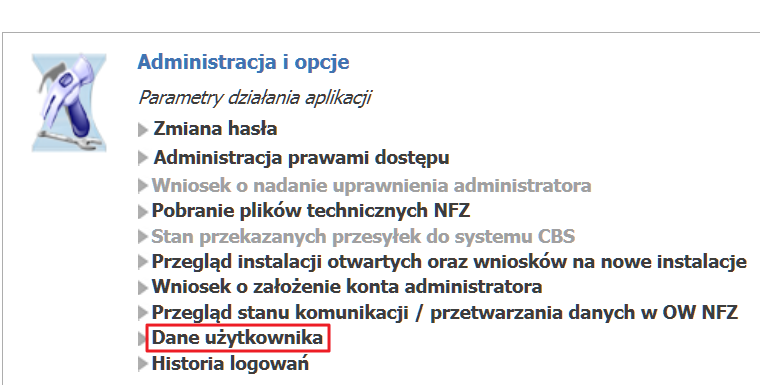 Administracja i opcje
Parametry działania aplikacji
Zmiana hasła
Administracja prawami dostępu
Wniosek o nadanie uprawnienia administratora
Pobranie plików technicznych NFZ
Stan przekazanych przesyłek do systemu CBS
Przegląd instalacji otwartych oraz wniosków na nowe instalacje
Wniosek o założenie konta administratora
Przegląd stanu komunikacji / przetwarzania danych w OW NFZ
Dane użytkownika
Historia logowań